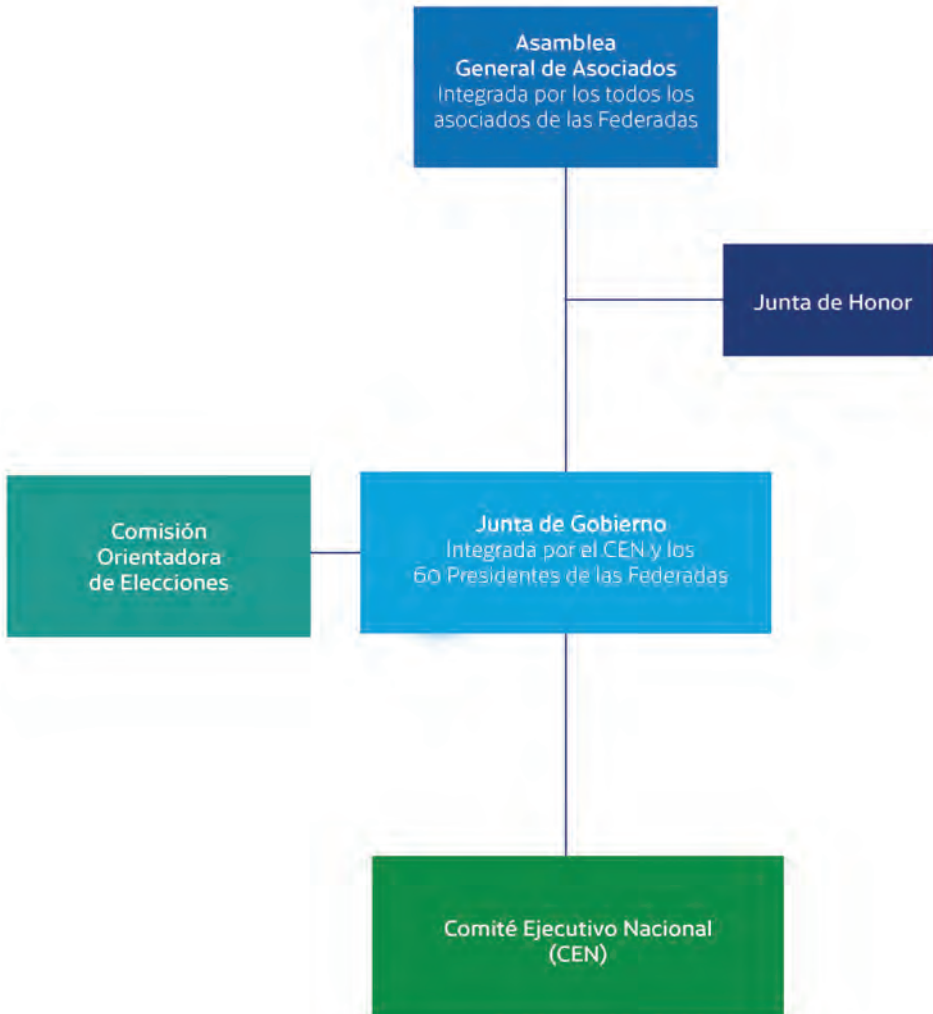 Asamblea
General de Asociados
Integrada por los todos los
asociados de las Federadas
Junta de Honor
Comisión
Orientadora
de Elecciones
Junta de Gobierno
Integrada por el CEN y los
60 Presidentes de las Federadas
Comité Ejecutivo Nacional
(CEN)